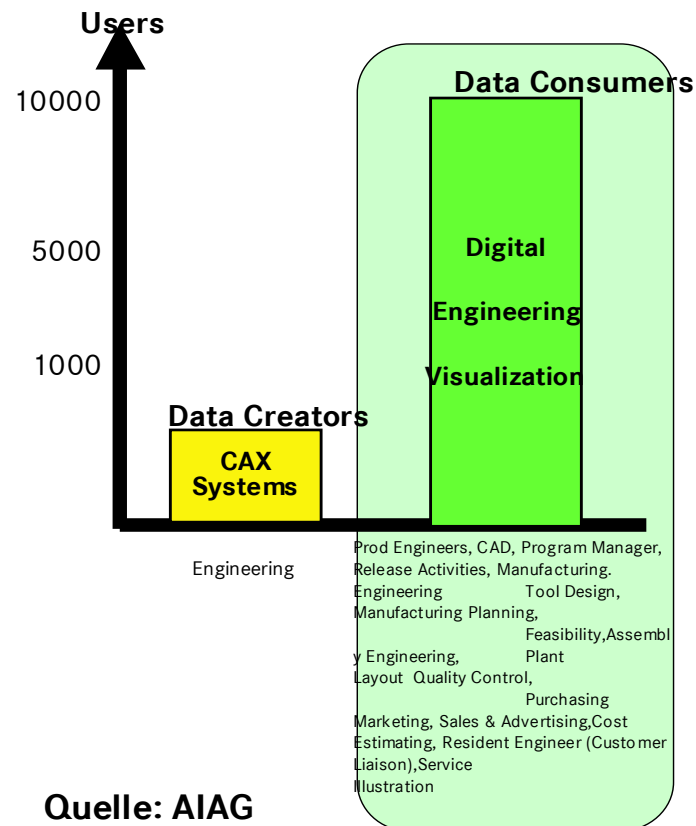 Users
Data Consumers
10000
5000
1000
Digital
Engineering
Visualization
Data Creators
CAX
Systems
Engineering
Prod Engineers, CAD, Program Manager,
Release Activities, Manufacturing.
Engineering Tool Design,
Manufacturing Planning,
Feasibility,Assembl
y Engineering, Plant
Layout Quality Control,
Purchasing
Marketing, Sales & Advertising,Cost
Estimating, Resident Engineer (Customer
Liaison),Service
Illustration
Quelle: AIAG